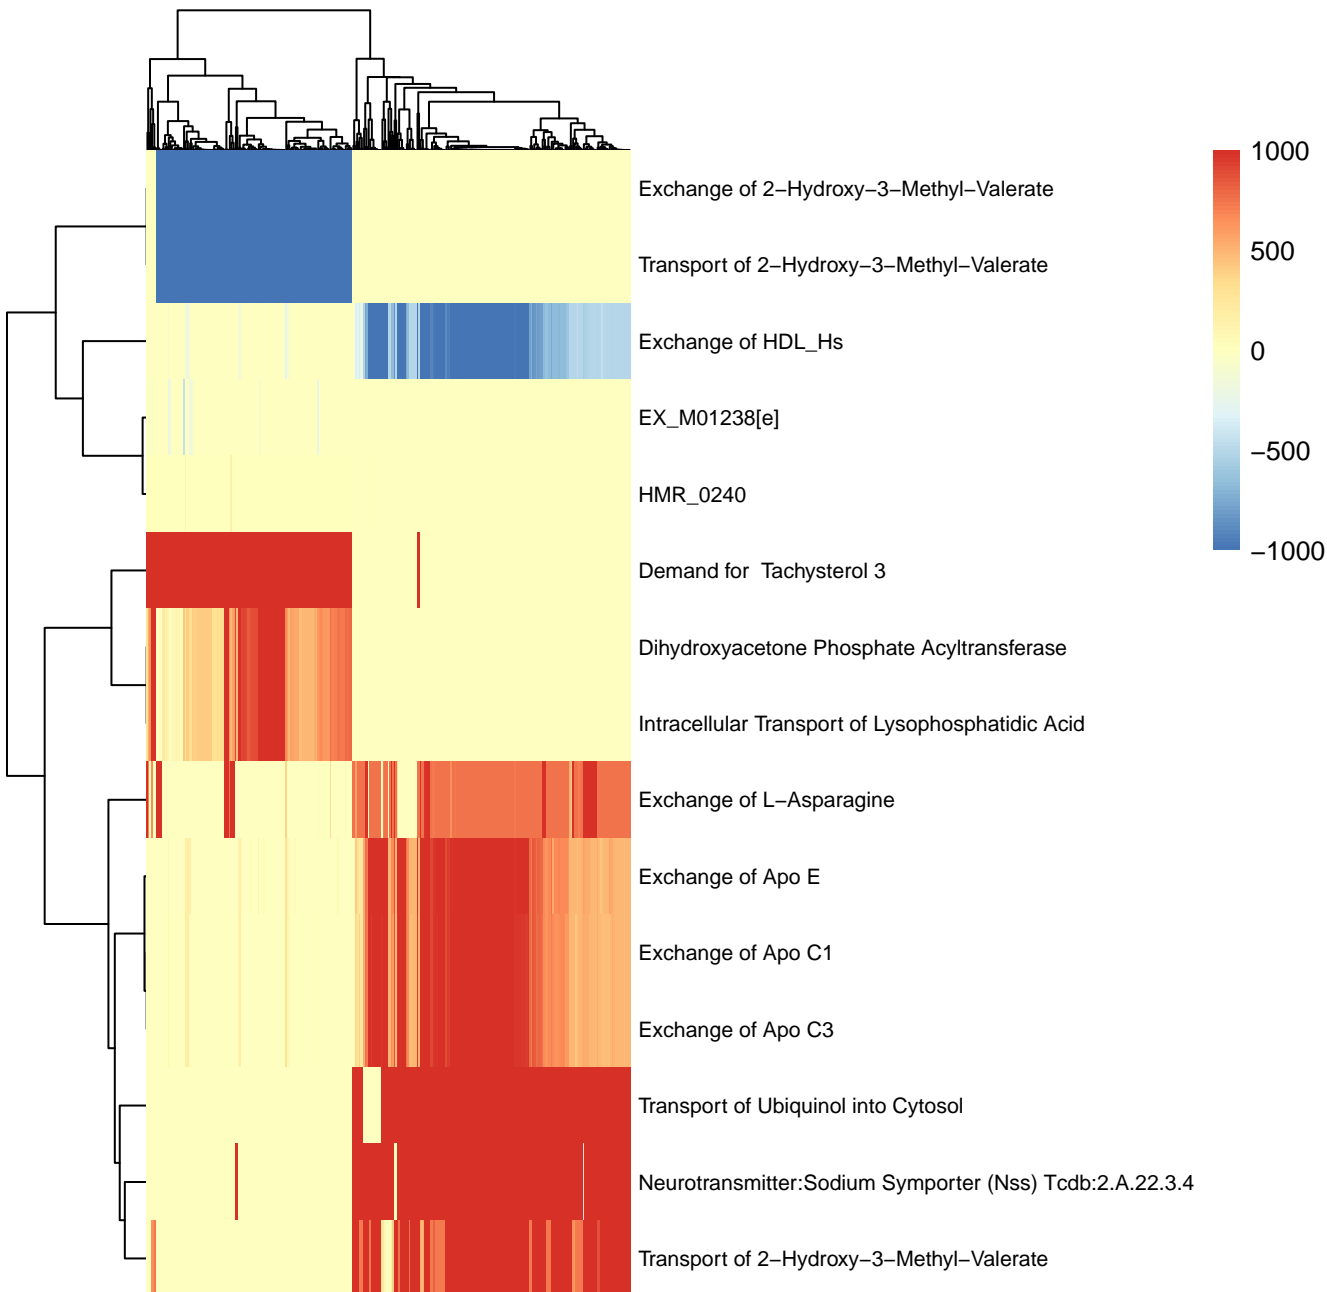 Exchange of 2−Hydroxy−3−Methyl−Valerate
Transport of 2−Hydroxy−3−Methyl−Valerate
Exchange of HDL_Hs
EX_M01238[e]
HMR_0240
Demand for  Tachysterol 3
Dihydroxyacetone Phosphate Acyltransferase
Intracellular Transport of Lysophosphatidic Acid
Exchange of L−Asparagine
Exchange of Apo E
Exchange of Apo C1
Exchange of Apo C3
Transport of Ubiquinol into Cytosol
Neurotransmitter:Sodium Symporter (Nss) Tcdb:2.A.22.3.4
Transport of 2−Hydroxy−3−Methyl−Valerate
1000
500
0
−500
−1000